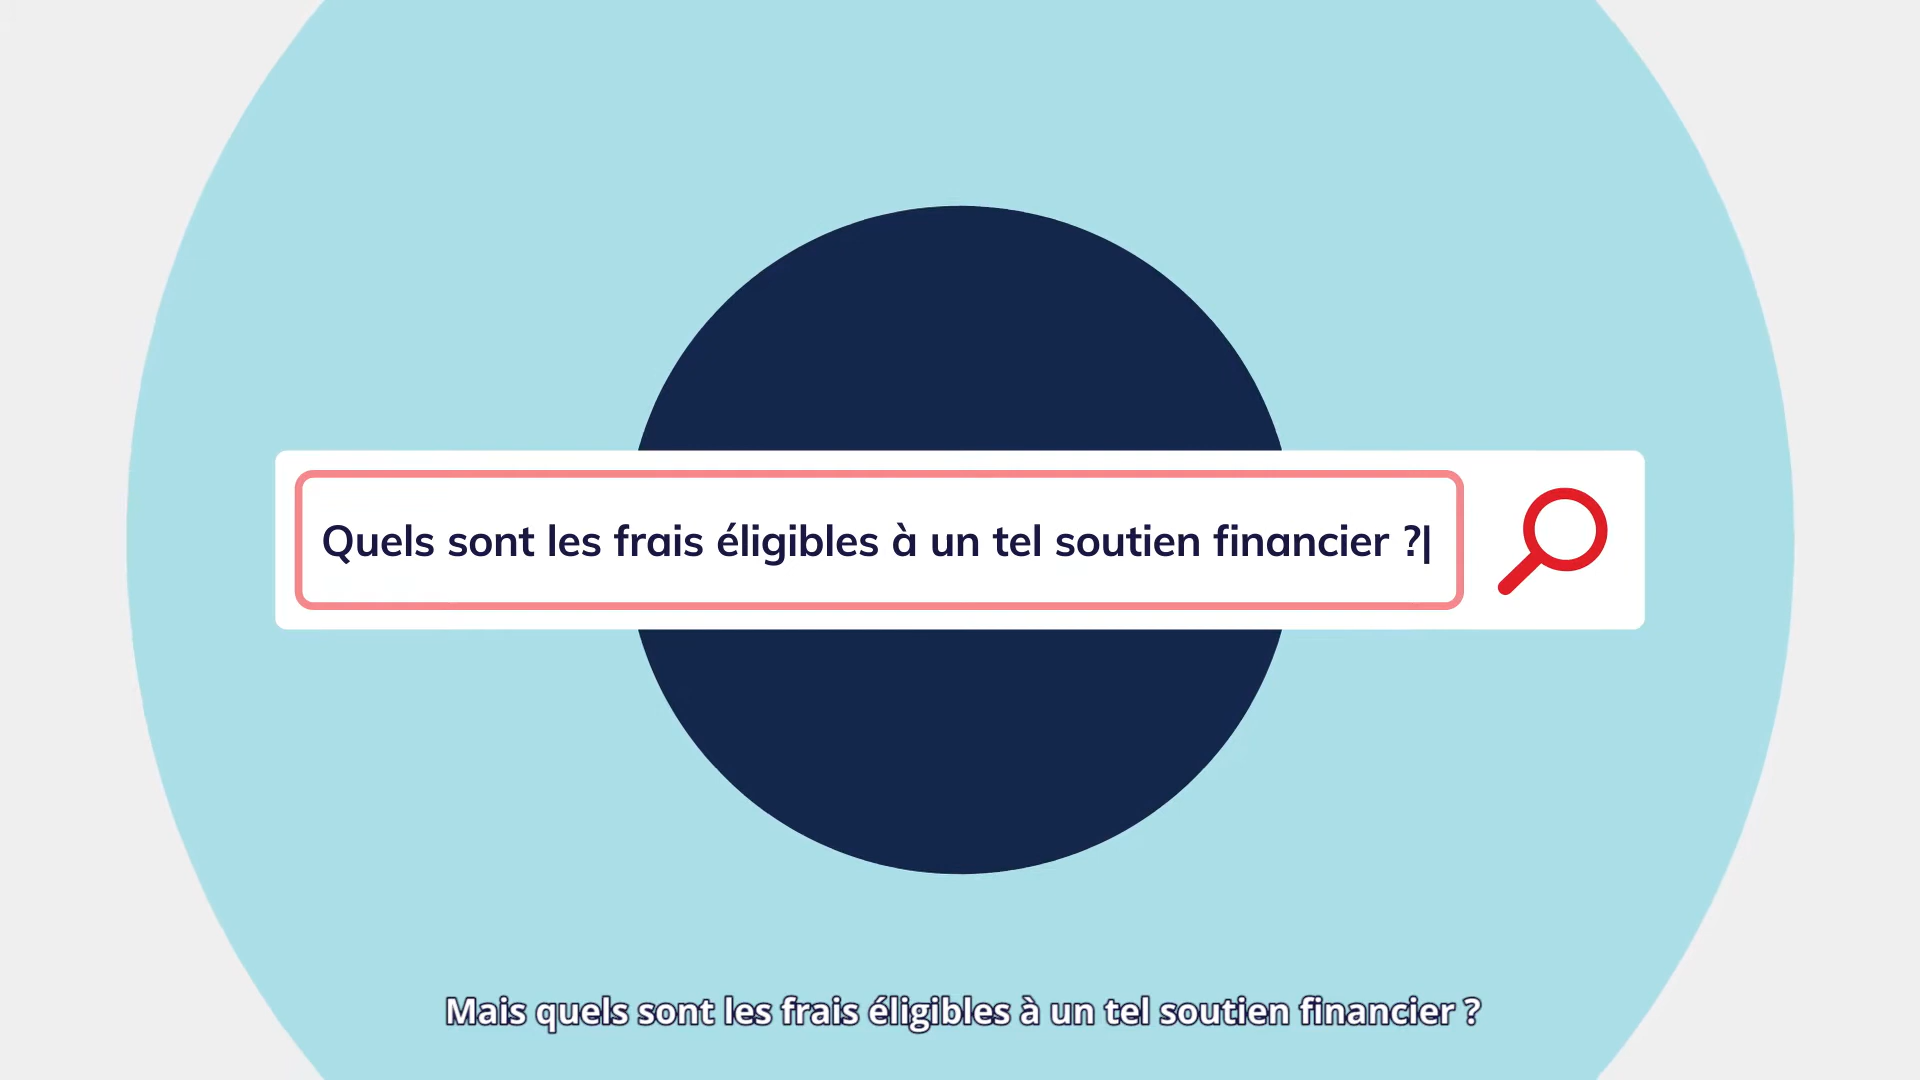 Quels sont les frais éligibles à un tel soutien financier ?
Mais quels sont les frais éligibles à un tel soutien financier ?